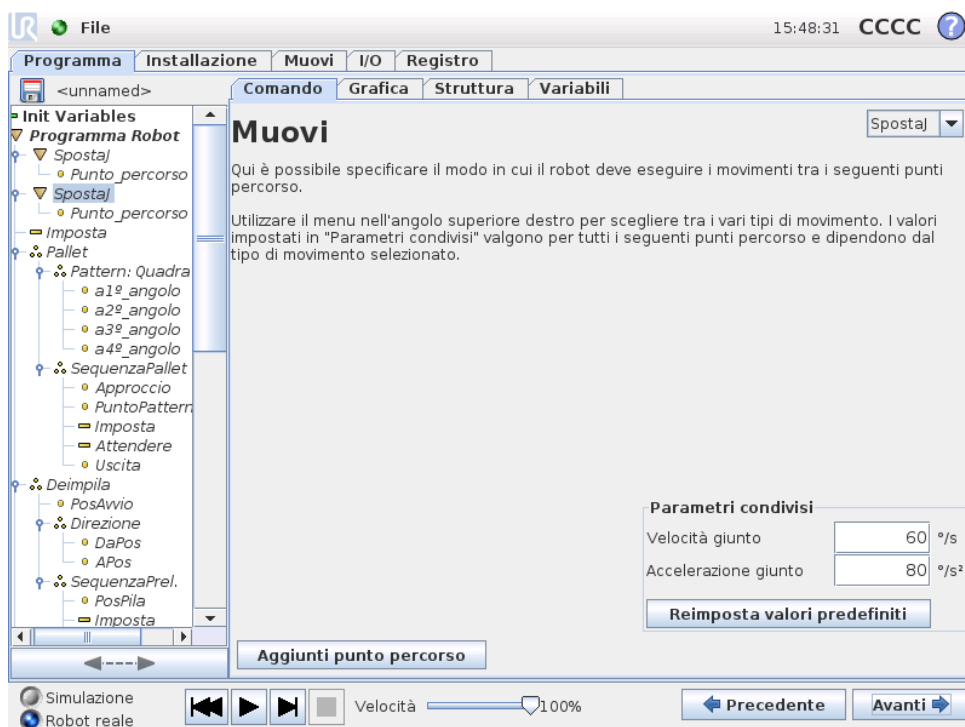 UR File 15:48:31 CCCC ?
Programma Installazione Muovi I/O Registro
<unnamed> Comando Grafica Struttura Variabili
Init Variables
Programma Robot
SpostaJ
Punto_percorso
SpostaJ
Punto_percorso
Imposta
Pallet
Pattern: Quadra
a1º_angolo
a2º_angolo
a3º_angolo
a4º_angolo
SequenzaPallet
Approccio
PuntoPattern
Imposta
Attendere
Uscita
Deimpila
PosAvvio
Direzione
DaPos
APos
SequenzaPrel.
PosPila
Imposta
Muovi
SpostaJ
Qui è possibile specificare il modo in cui il robot deve eseguire i movimenti tra i seguenti punti
percorso.
Utilizzare il menu nell'angolo superiore destro per scegliere tra i vari tipi di movimento. I valori
impostati in "Parametri condivisi" valgono per tutti i seguenti punti percorso e dipendono dal
tipo di movimento selezionato.
Parametri condivisi
Velocità giunto 60 °/s
Accelerazione giunto 80 °/s²
Reimposta valori predefiniti
Aggiunti punto percorso
Simulazione
Robot reale
Velocità 100%
Precedente
Avanti